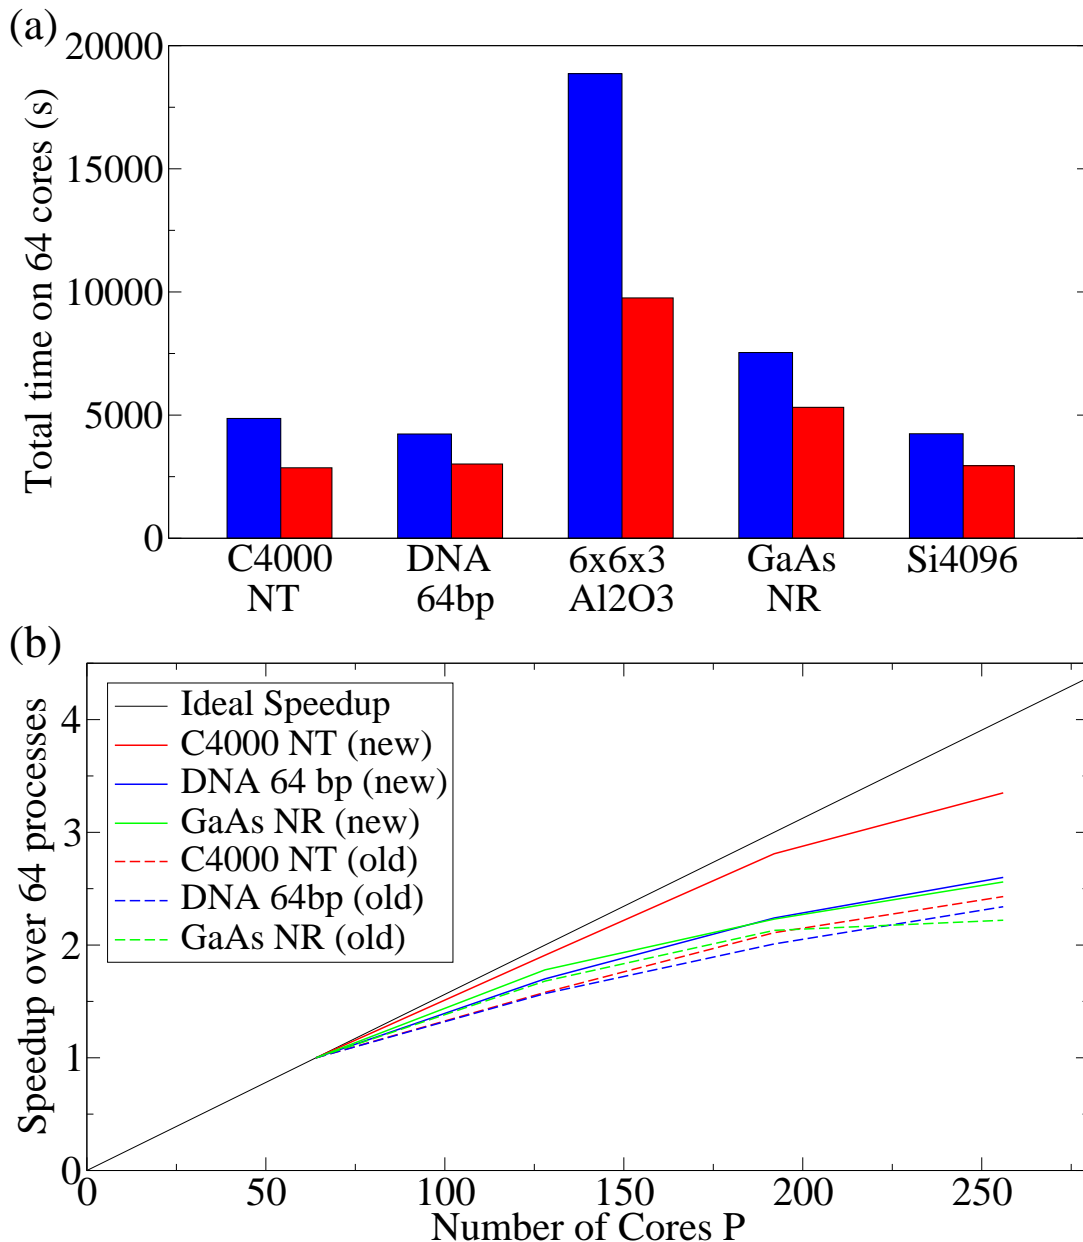 (a)
Total time on 64 cores (s)
20000
15000
10000
5000
0
C4000 NT
DNA 64bp
6x6x3 Al2O3
GaAs NR
Si4096
(b)
Speedup over 64 processes
4
3
2
1
0
Ideal Speedup
C4000 NT (new)
DNA 64 bp (new)
GaAs NR (new)
C4000 NT (old)
DNA 64bp (old)
GaAs NR (old)
0 50 100 150 200 250
Number of Cores P